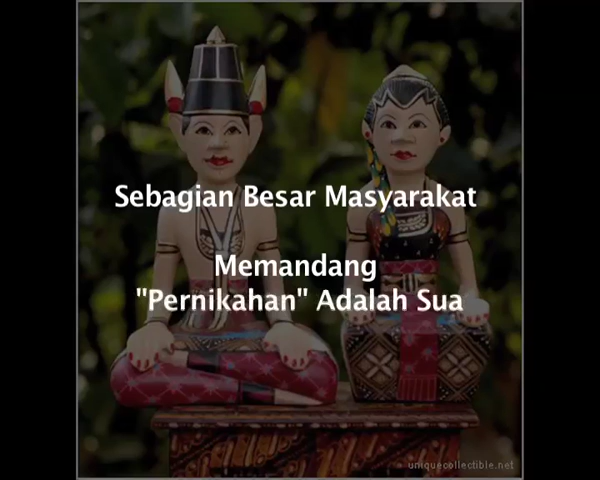 Sebagian Besar Masyarakat
Memandang
"Pernikahan" Adalah Sua
uniquecollectible.net